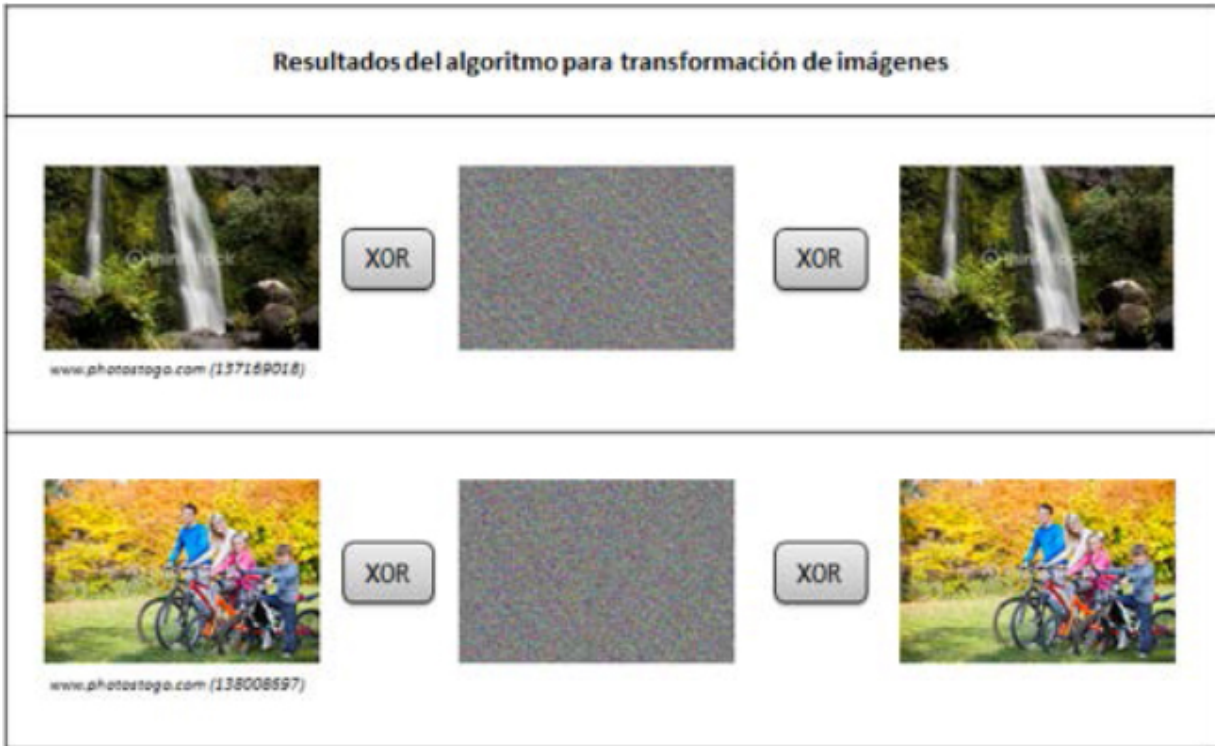 Resultados del algoritmo para transformación de imágenes
XOR
XOR
www.photostogo.com (137169018)
XOR
XOR
www.photostogo.com (138008697)